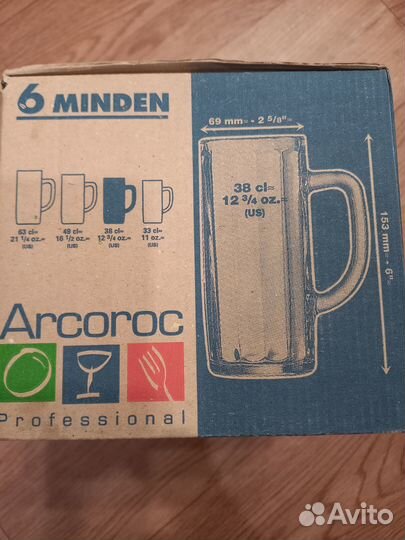 6 MINDEN
69 mm≈ - 2 5/8"≈
38 cl≈
12 3/4 oz.≈
(US)
153 mm≈ - 6"≈
63 cl≈
21 1/4 oz.≈
(US)
49 cl≈
16 1/2 oz.≈
(US)
38 cl≈
12 3/4 oz.≈
(US)
33 cl≈
11 oz.≈
(US)
Arcoroc
Professional
Avito